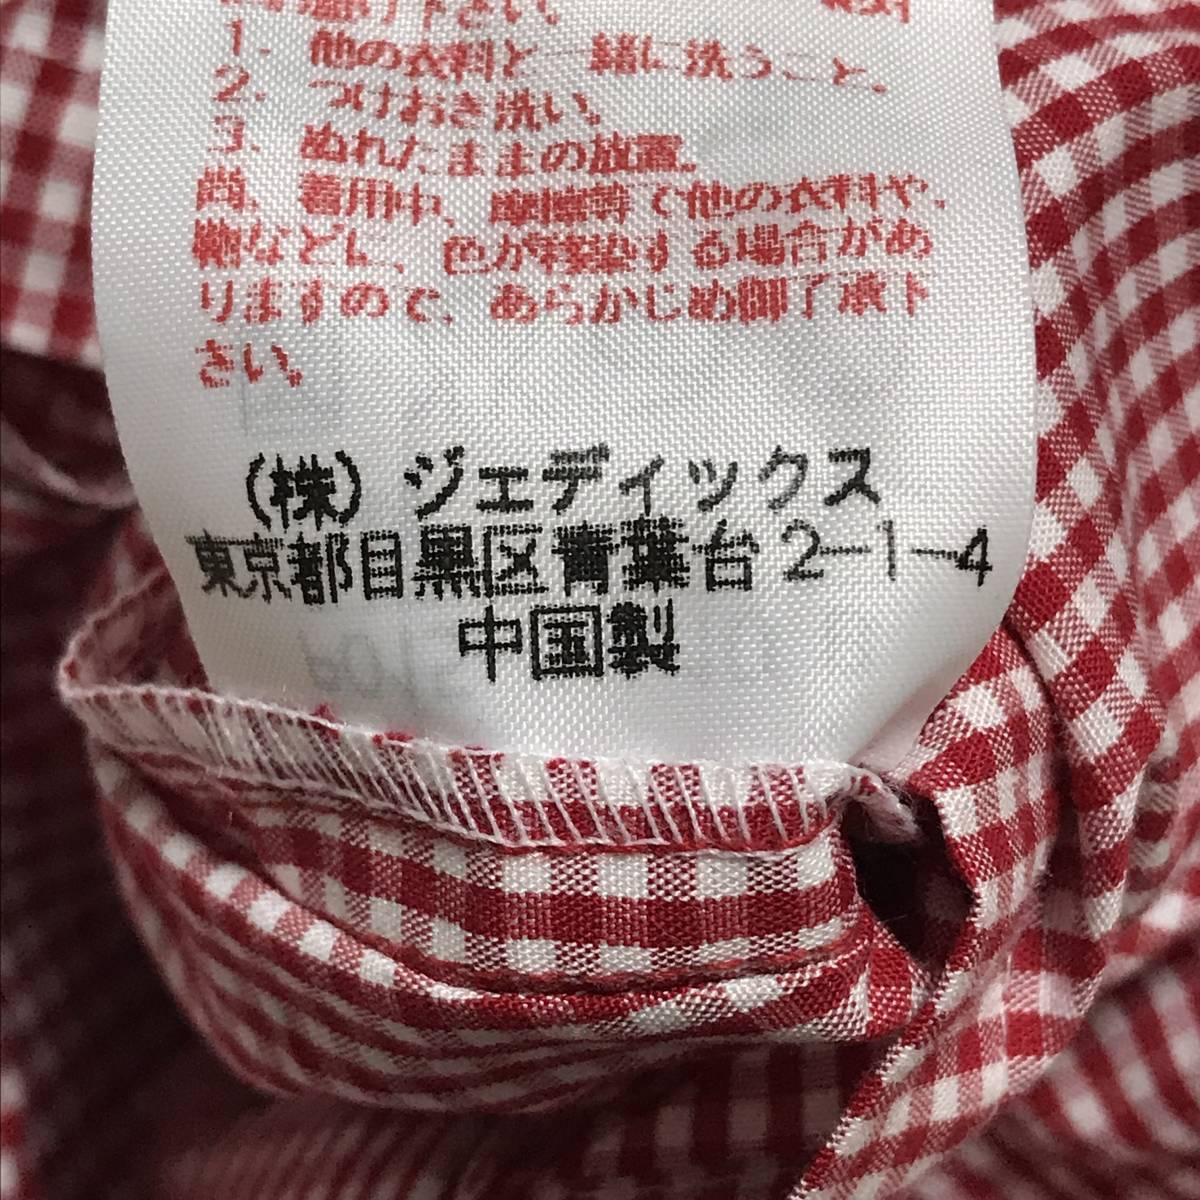 下さい。
1. 他の衣料と一緒に洗うこと。
2. つけおき洗い。
3. ぬれたままの放置。
尚、着用中、摩擦等で他の衣料や、
鞄などに、色が移染する場合があ
りますので、あらかじめ御了承下
さい。
(株) ジェディックス
東京都目黒区青葉台2-1-4
中国製